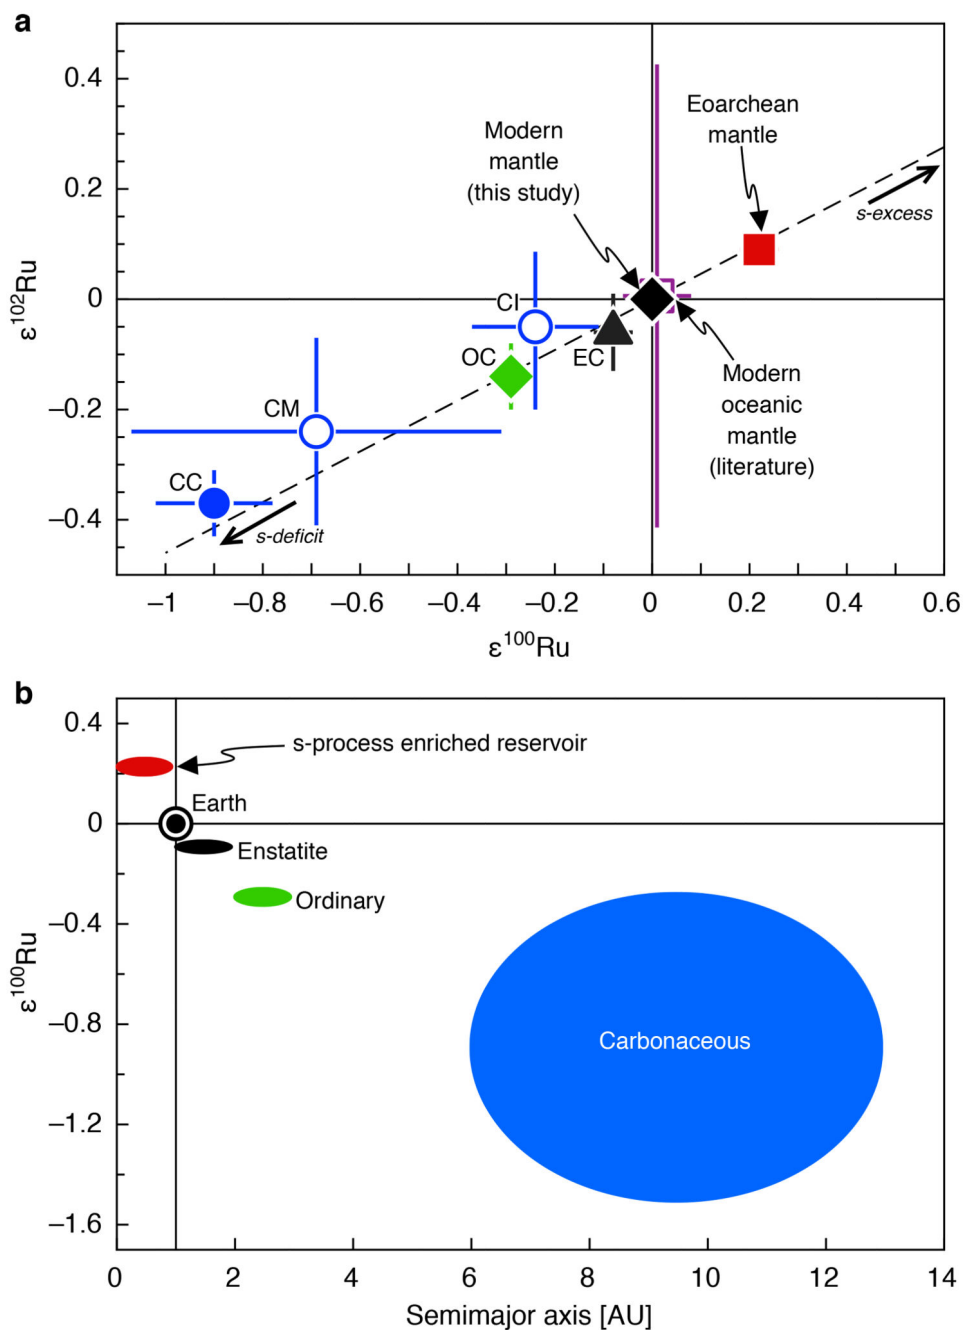 a
0.4
0.2
0
−0.2
−0.4
ε¹⁰²Ru
Modern
mantle
(this study)
Eoarchean
mantle
s-excess
CI
OC
EC
CM
CC
s-deficit
Modern
oceanic
mantle
(literature)
−1 −0.8 −0.6 −0.4 −0.2 0 0.2 0.4 0.6
ε¹⁰⁰Ru
b
0.4
0
−0.4
−0.8
−1.2
−1.6
ε¹⁰⁰Ru
s-process enriched reservoir
Earth
Enstatite
Ordinary
Carbonaceous
0 2 4 6 8 10 12 14
Semimajor axis [AU]